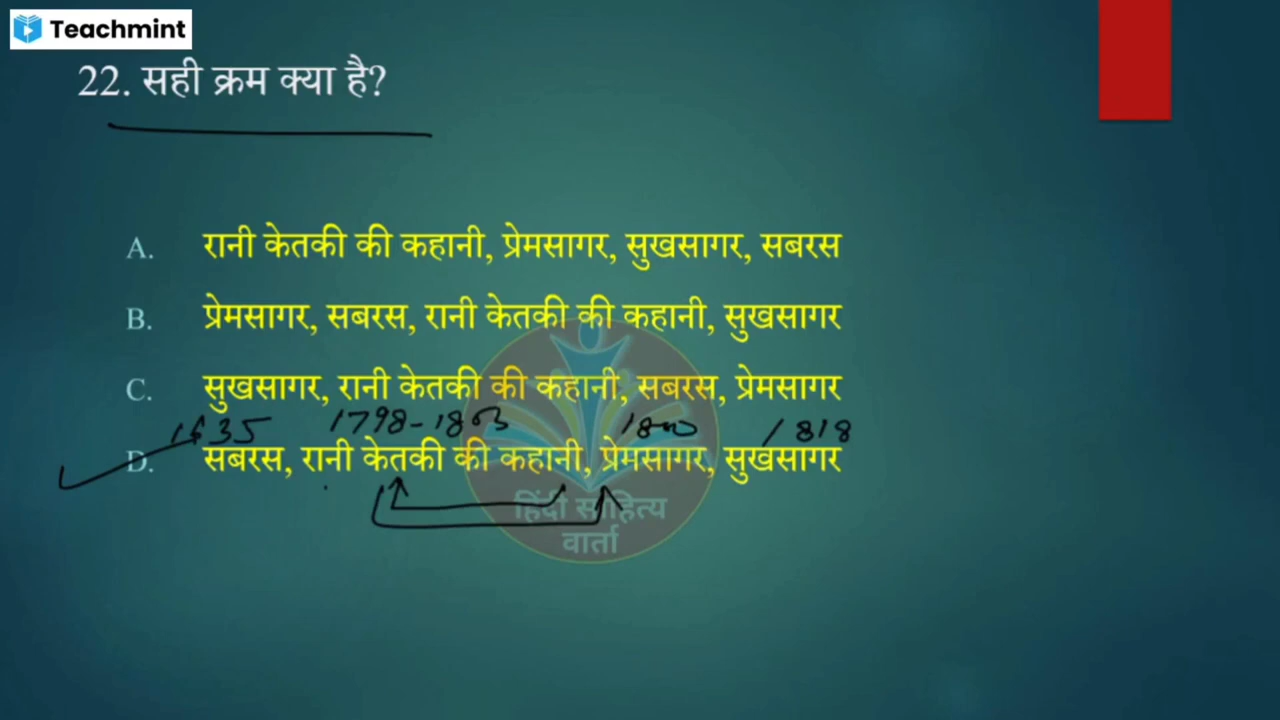 Teachmint
22. सही क्रम क्या है?
A. रानी केतकी की कहानी, प्रेमसागर, सुखसागर, सबरस
B. प्रेमसागर, सबरस, रानी केतकी की कहानी, सुखसागर
C. सुखसागर, रानी केतकी की कहानी, सबरस, प्रेमसागर
1635 1798-1803 1800 1818
D. सबरस, रानी केतकी की कहानी, प्रेमसागर, सुखसागर
हिंदी साहित्य
वार्ता